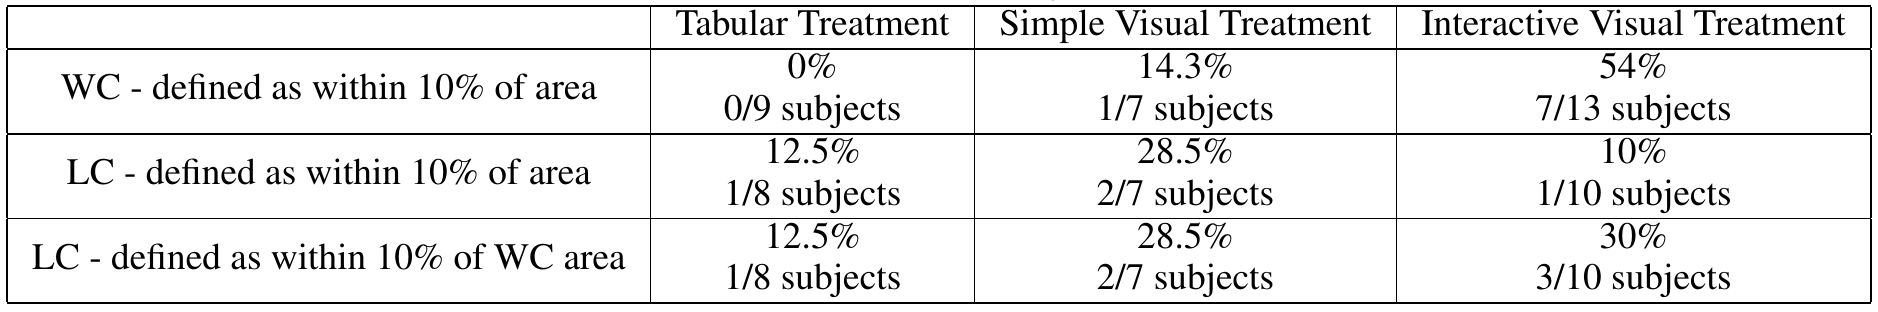 Tabular Treatment Simple Visual Treatment Interactive Visual Treatment
WC - defined as within 10% of area
0%
0/9 subjects
14.3%
1/7 subjects
54%
7/13 subjects
LC - defined as within 10% of area
12.5%
1/8 subjects
28.5%
2/7 subjects
10%
1/10 subjects
LC - defined as within 10% of WC area
12.5%
1/8 subjects
28.5%
2/7 subjects
30%
3/10 subjects